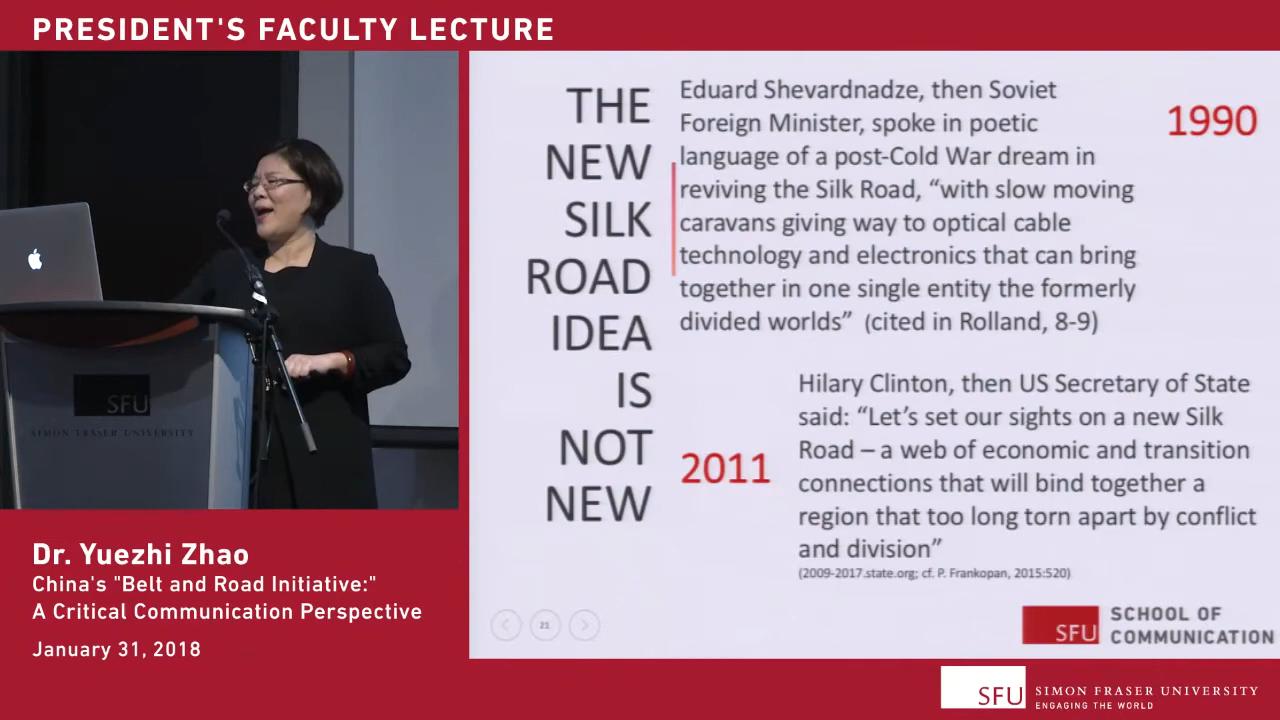 PRESIDENT'S FACULTY LECTURE
SFU
SIMON FRASER UNIVERSITY
Dr. Yuezhi Zhao
China's "Belt and Road Initiative:"
A Critical Communication Perspective
January 31, 2018
THE
NEW
SILK
ROAD
IDEA
IS
NOT
NEW
Eduard Shevardnadze, then Soviet
Foreign Minister, spoke in poetic
language of a post-Cold War dream in
reviving the Silk Road, “with slow moving
caravans giving way to optical cable
technology and electronics that can bring
together in one single entity the formerly
divided worlds” (cited in Rolland, 8-9)
1990
2011
Hilary Clinton, then US Secretary of State
said: “Let’s set our sights on a new Silk
Road – a web of economic and transition
connections that will bind together a
region that too long torn apart by conflict
and division”
(2009-2017.state.org; cf. P. Frankopan, 2015:520)
21
SFU
SCHOOL OF
COMMUNICATION
SFU
SIMON FRASER UNIVERSITY
ENGAGING THE WORLD